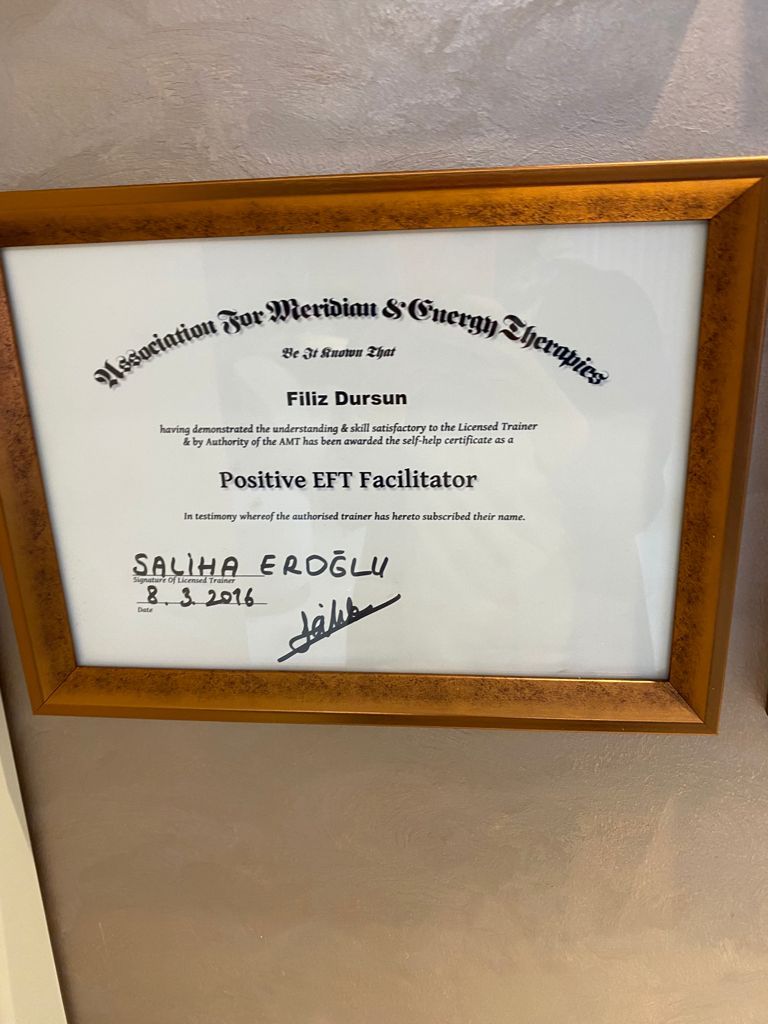 Association For Meridian & Energy Therapies
Be It Known That
Filiz Dursun
having demonstrated the understanding & skill satisfactory to the Licensed Trainer
& by Authority of the AMT has been awarded the self-help certificate as a
Positive EFT Facilitator
In testimony whereof the authorised trainer has hereto subscribed their name.
SALİHA EROĞLU
Signature Of Licensed Trainer
8.3.2016
Date